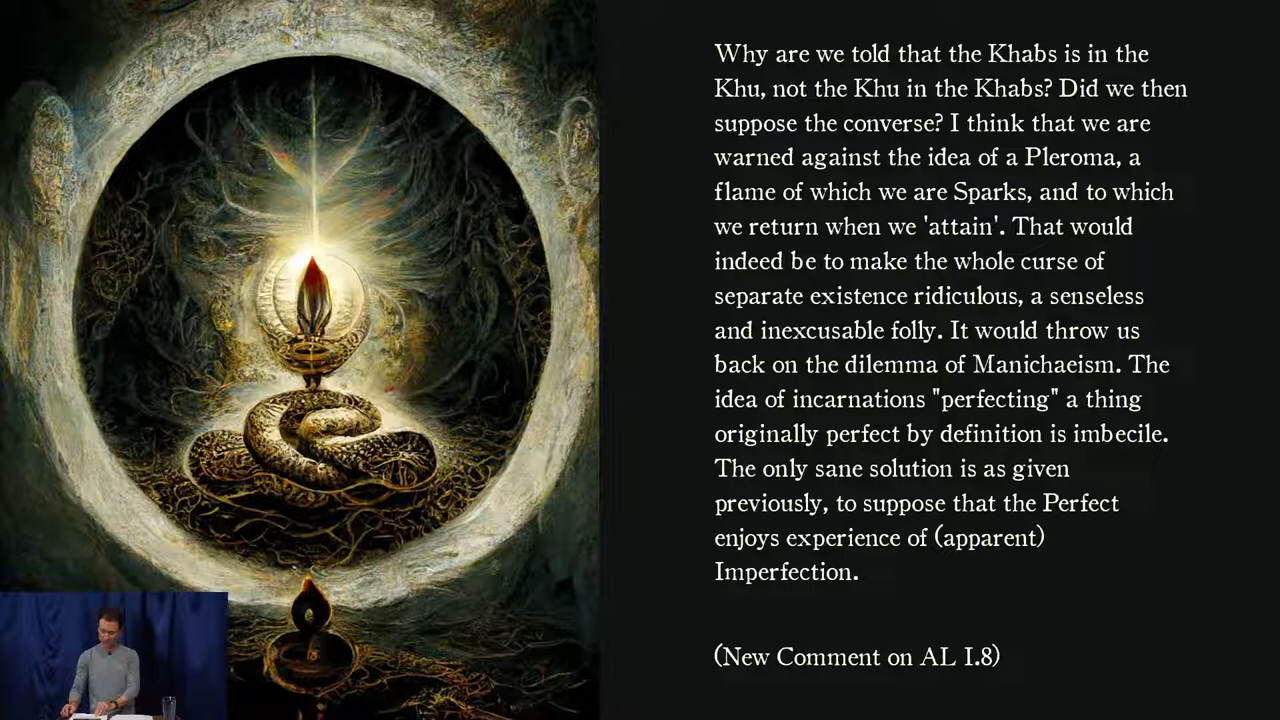 Why are we told that the Khabs is in the
Khu, not the Khu in the Khabs? Did we then
suppose the converse? I think that we are
warned against the idea of a Pleroma, a
flame of which we are Sparks, and to which
we return when we 'attain'. That would
indeed be to make the whole curse of
separate existence ridiculous, a senseless
and inexcusable folly. It would throw us
back on the dilemma of Manichaeism. The
idea of incarnations "perfecting" a thing
originally perfect by definition is imbecile.
The only sane solution is as given
previously, to suppose that the Perfect
enjoys experience of (apparent)
Imperfection.
(New Comment on AL I.8)